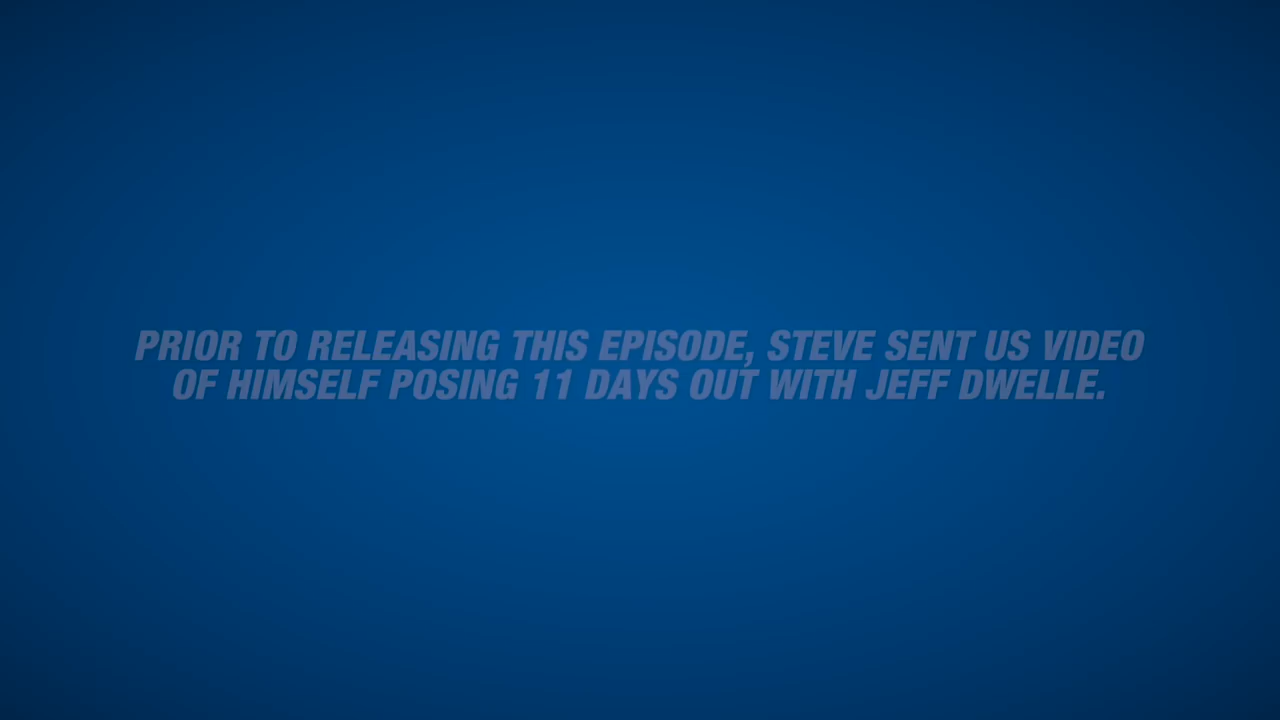 PRIOR TO RELEASING THIS EPISODE, STEVE SENT US VIDEO
OF HIMSELF POSING 11 DAYS OUT WITH JEFF DWELLE.